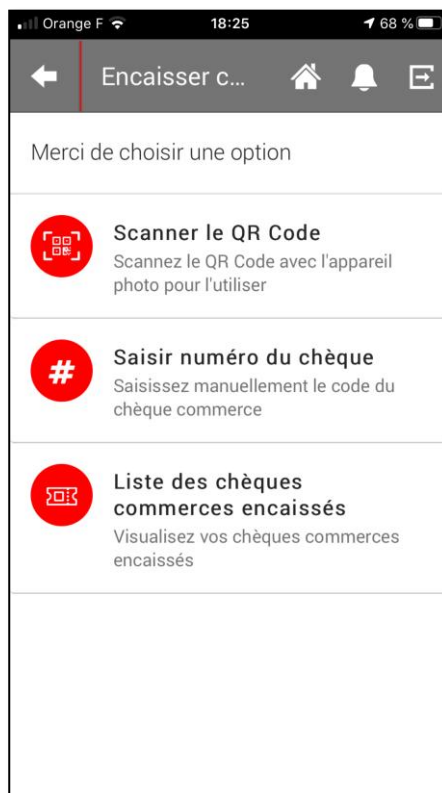 Orange F 18:25 68 %
Encaisser c...
Merci de choisir une option
Scanner le QR Code
Scannez le QR Code avec l'appareil
photo pour l'utiliser
#
Saisir numéro du chèque
Saisissez manuellement le code du
chèque commerce
Liste des chèques
commerces encaissés
Visualisez vos chèques commerces
encaissés